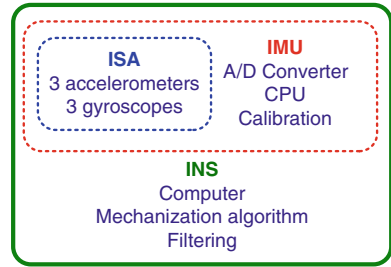 ISA
3 accelerometers
3 gyroscopes
IMU
A/D Converter
CPU
Calibration
INS
Computer
Mechanization algorithm
Filtering